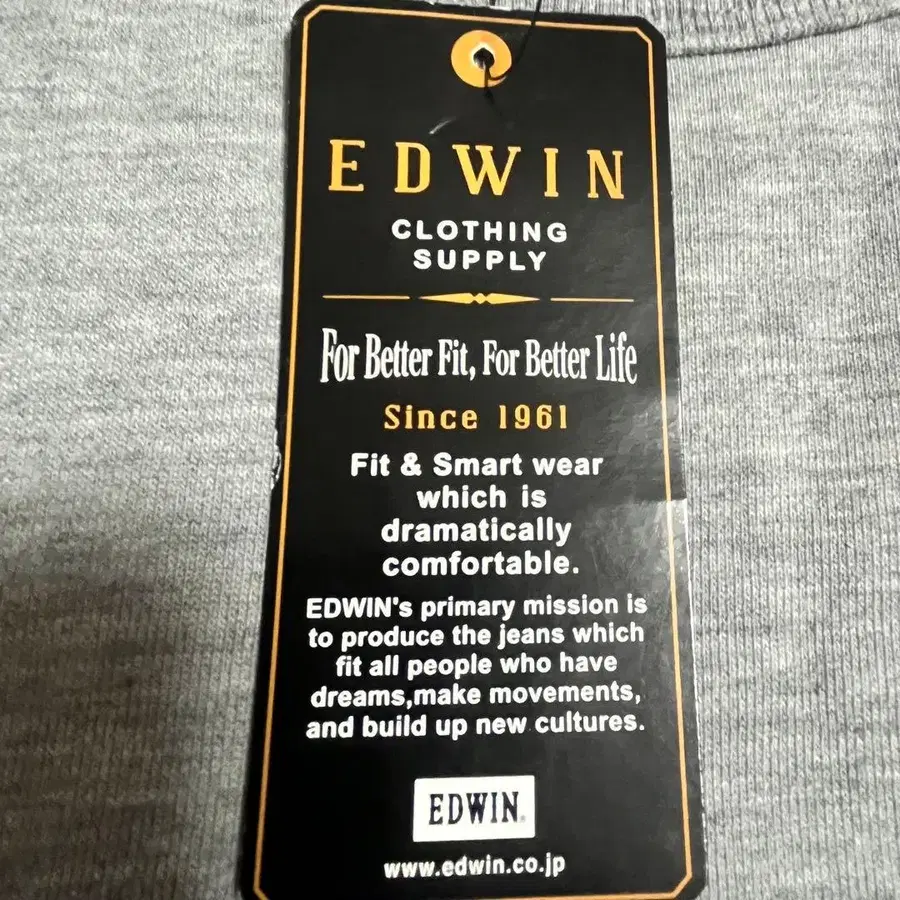 EDWIN
CLOTHING
SUPPLY
For Better Fit, For Better Life
Since 1961
Fit & Smart wear
which is
dramatically
comfortable.
EDWIN's primary mission is
to produce the jeans which
fit all people who have
dreams,make movements,
and build up new cultures.
EDWIN.
www.edwin.co.jp